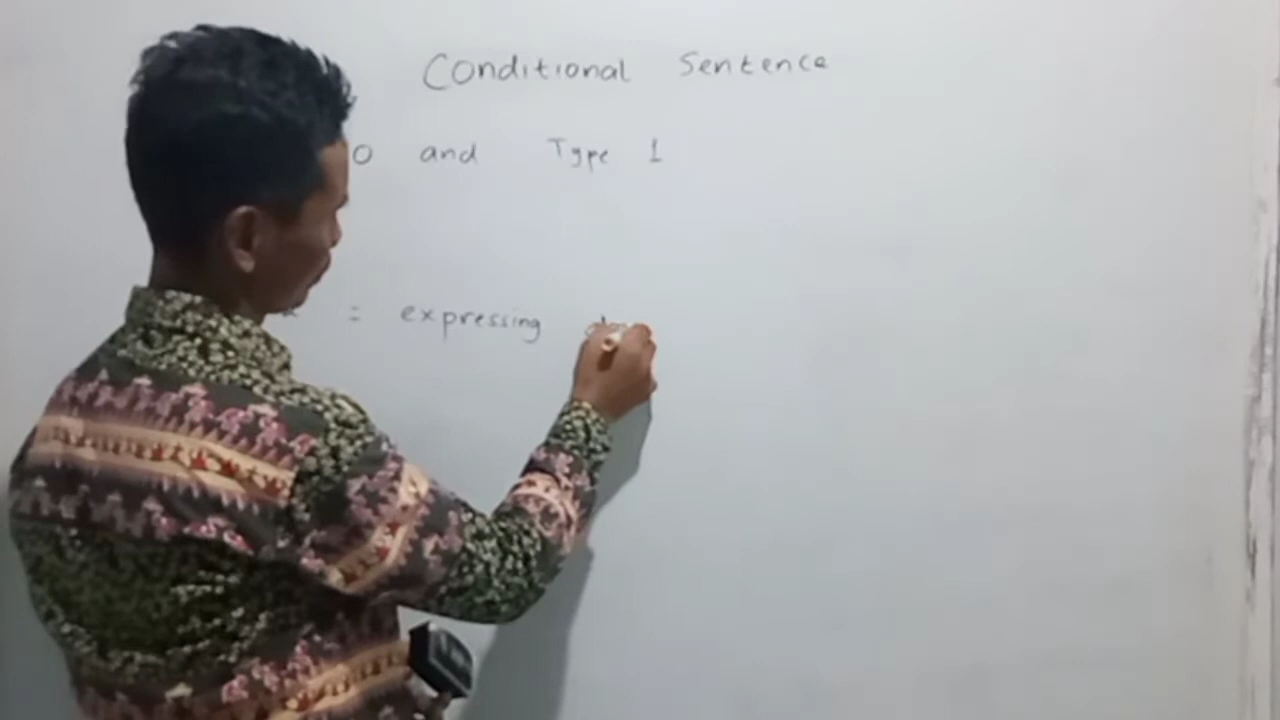 Conditional Sentence
0 and Type 1
= expressing